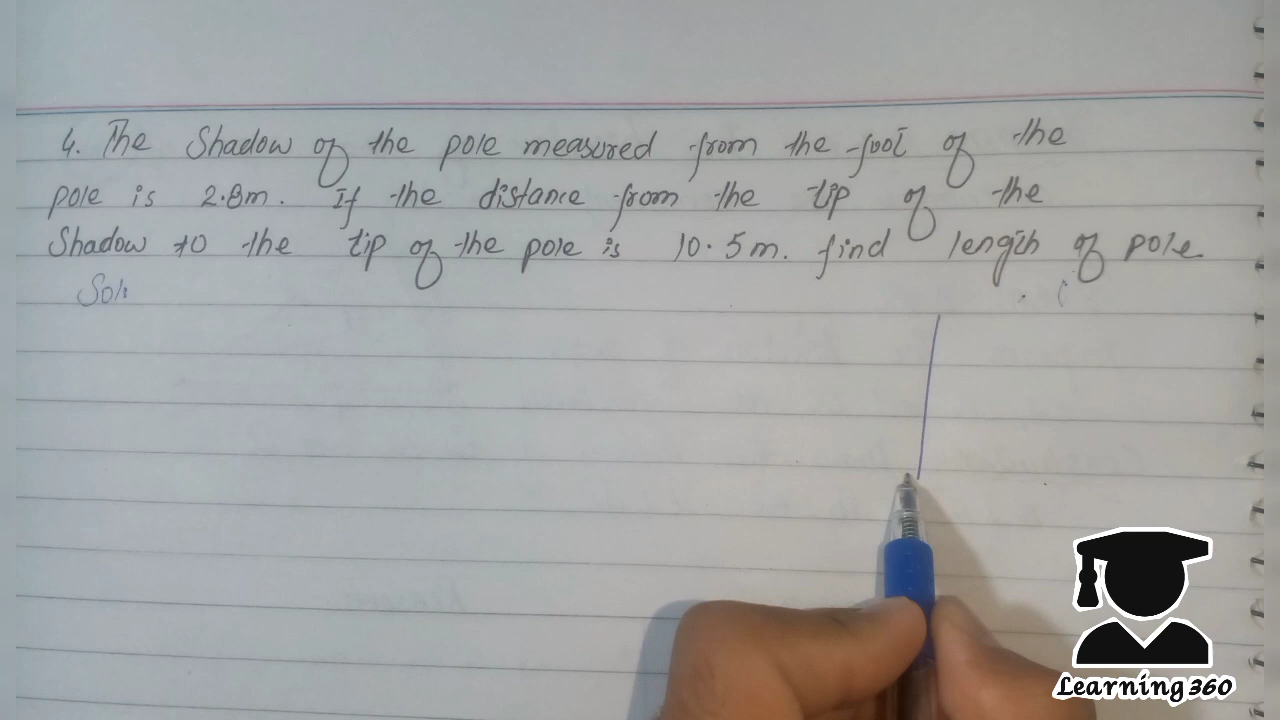 4. The Shadow of the pole measured from the foot of the
pole is 2.8m. If the distance from the tip of the
Shadow to the tip of the pole is 10.5m. find length of pole
Sol:
Learning 360